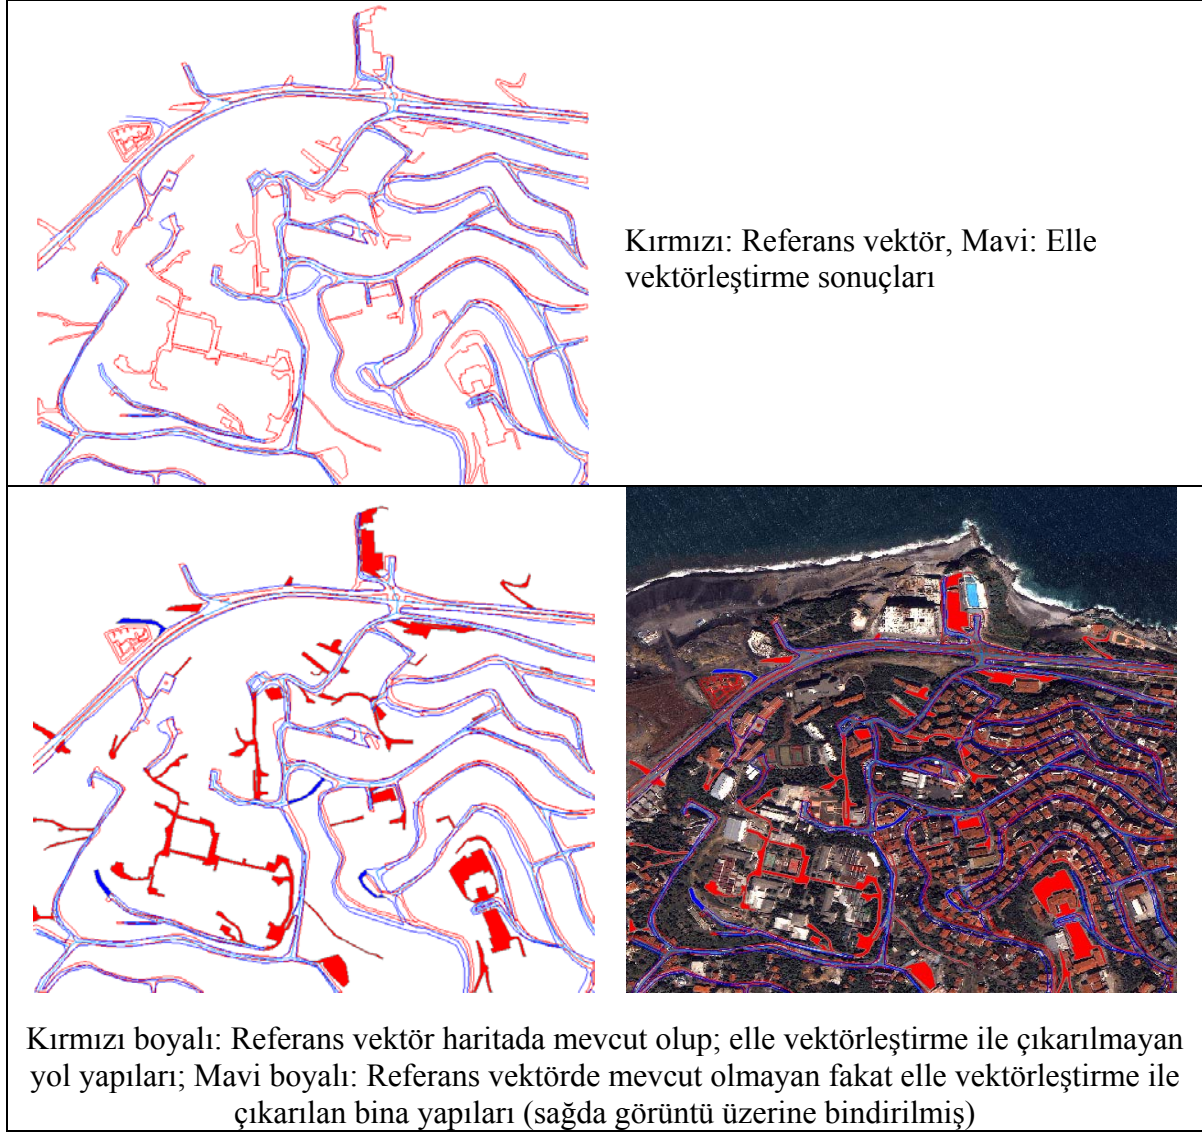 Kırmızı: Referans vektör, Mavi: Elle
vektörleştirme sonuçları
Kırmızı boyalı: Referans vektör haritada mevcut olup; elle vektörleştirme ile çıkarılmayan
yol yapıları; Mavi boyalı: Referans vektörde mevcut olmayan fakat elle vektörleştirme ile
çıkarılan bina yapıları (sağda görüntü üzerine bindirilmiş)